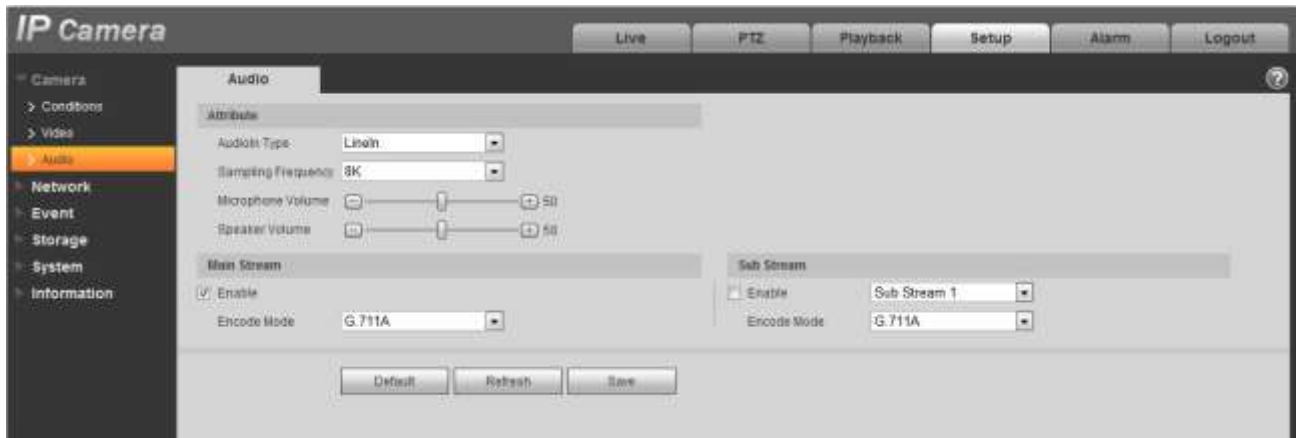 IP Camera
Live
PTZ
Playback
Setup
Alarm
Logout
Camera
Conditions
Video
Audio
Network
Event
Storage
System
Information
Audio
?
Attribute
AudioIn Type LineIn
Sampling Frequency 8K
Microphone Volume 50
Speaker Volume 50
Main Stream
Enable
Encode Mode G.711A
Sub Stream
Enable Sub Stream 1
Encode Mode G.711A
Default
Refresh
Save